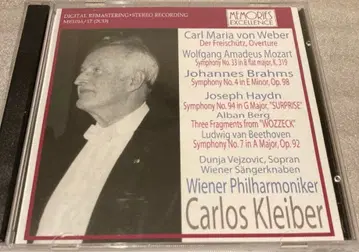 DIGITAL REMASTERING • STEREO RECORDING
MEMORIES
EXCELLENCE
Carl Maria von Weber
Der Freischütz, Overture
Wolfgang Amadeus Mozart
Symphony No. 33 in B flat major, K, 319
Johannes Brahms
Symphony No. 4 in E Minor, Op. 98
Joseph Haydn
Symphony No. 94 in G Major, "SURPRISE"
Alban Berg
Three Fragments from "WOZZECK"
Ludwig van Beethoven
Symphony No. 7 in A Major, Op. 92
Dunja Vejzovic, Sopran
Wiener Sängerknaben
Wiener Philharmoniker
Carlos Kleiber